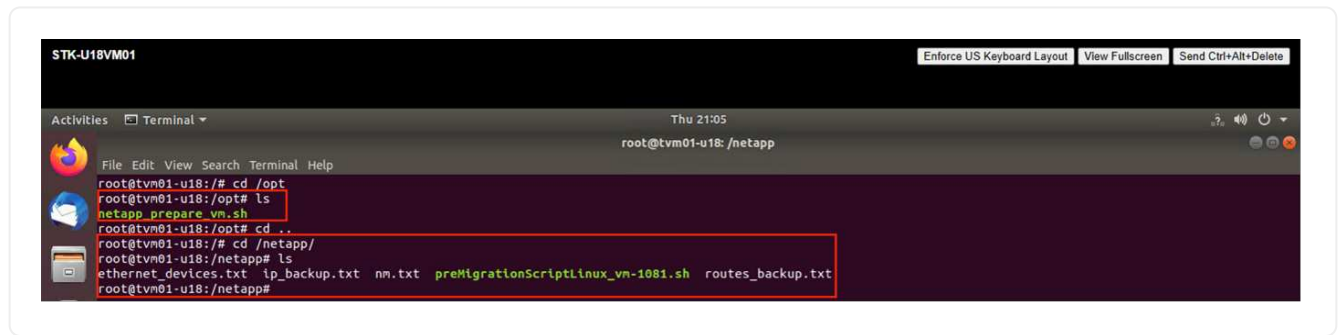 STK-U18VM01 Enforce US Keyboard Layout View Fullscreen Send Ctrl+Alt+Delete
Activities Terminal Thu 21:05
root@tvm01-u18: /netapp
File Edit View Search Terminal Help
root@tvm01-u18:/# cd /opt
root@tvm01-u18:/opt# ls
netapp_prepare_vm.sh
root@tvm01-u18:/opt# cd ..
root@tvm01-u18:/# cd /netapp/
root@tvm01-u18:/netapp# ls
ethernet_devices.txt ip_backup.txt nm.txt preMigrationScriptLinux_vm-1081.sh routes_backup.txt
root@tvm01-u18:/netapp#